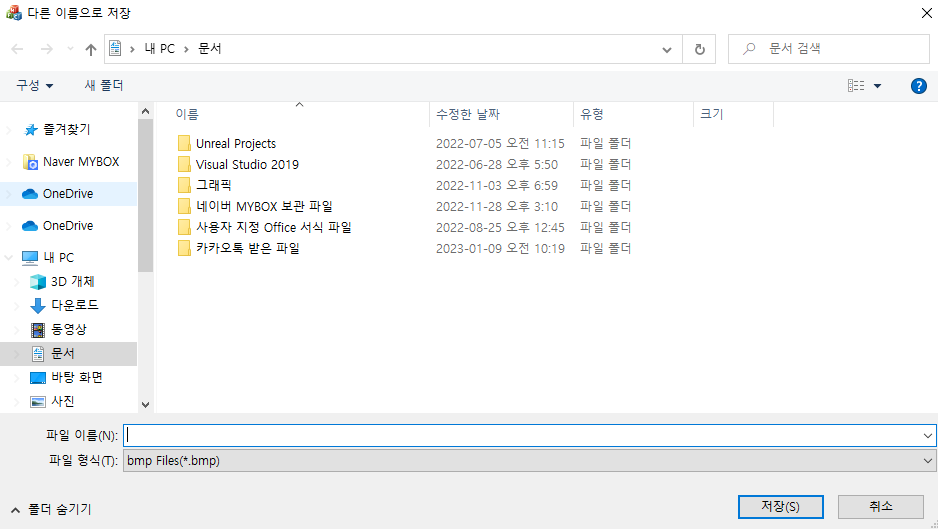 다른 이름으로 저장
내 PC > 문서
문서 검색
구성
새 폴더
?
이름 수정한 날짜 유형 크기
즐겨찾기
Naver MYBOX
OneDrive
OneDrive
내 PC
3D 개체
다운로드
동영상
문서
바탕 화면
사진
Unreal Projects 2022-07-05 오전 11:15 파일 폴더
Visual Studio 2019 2022-06-28 오후 5:50 파일 폴더
그래픽 2022-11-03 오후 6:59 파일 폴더
네이버 MYBOX 보관 파일 2022-11-28 오후 3:10 파일 폴더
사용자 지정 Office 서식 파일 2022-08-25 오후 12:45 파일 폴더
카카오톡 받은 파일 2023-01-09 오전 10:19 파일 폴더
파일 이름(N):
파일 형식(T): bmp Files(*.bmp)
폴더 숨기기
저장(S)
취소